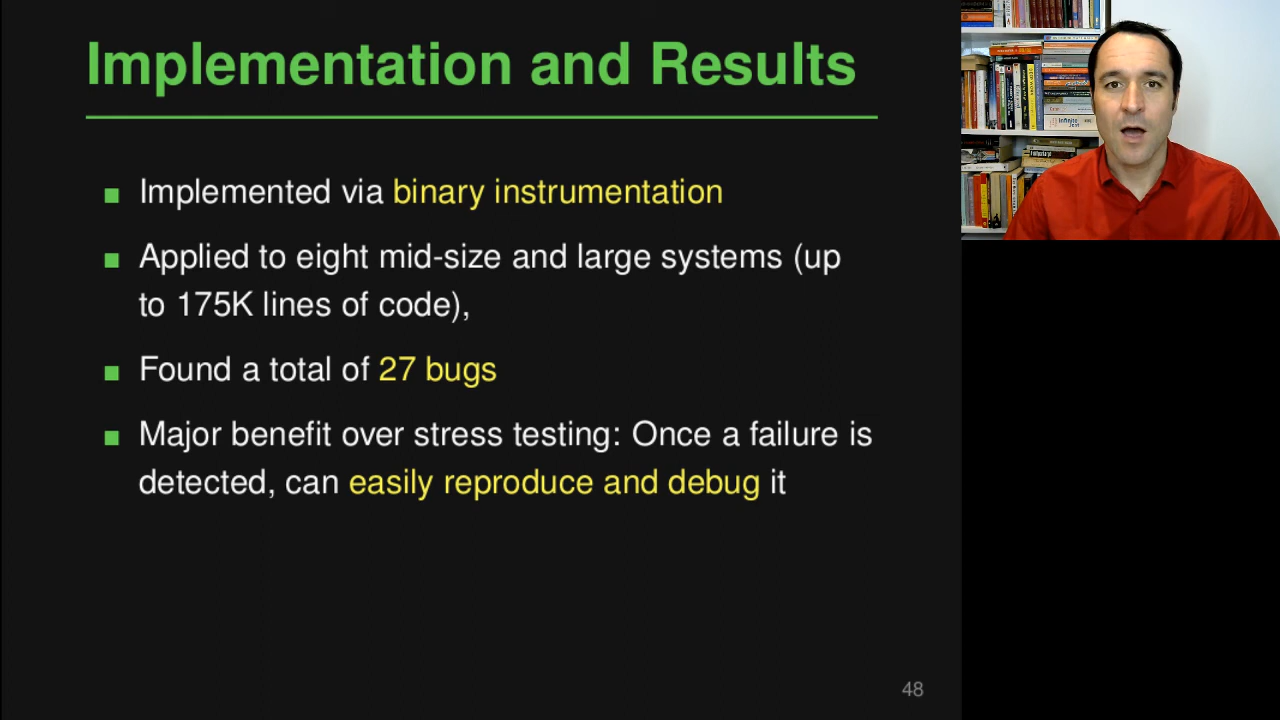 Implementation and Results
Implemented via binary instrumentation
Applied to eight mid-size and large systems (up
to 175K lines of code),
Found a total of 27 bugs
Major benefit over stress testing: Once a failure is
detected, can easily reproduce and debug it
48
Infinite
Jest